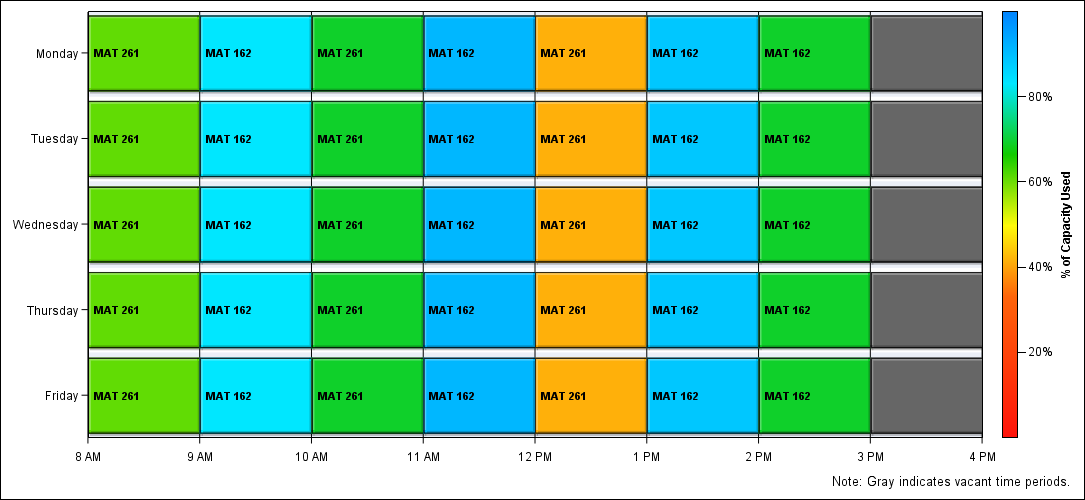 Monday MAT 261 MAT 162 MAT 261 MAT 162 MAT 261 MAT 162 MAT 162
80%
Tuesday MAT 261 MAT 162 MAT 261 MAT 162 MAT 261 MAT 162 MAT 162
60%
Wednesday MAT 261 MAT 162 MAT 261 MAT 162 MAT 261 MAT 162 MAT 162
% of Capacity Used
40%
Thursday MAT 261 MAT 162 MAT 261 MAT 162 MAT 261 MAT 162 MAT 162
20%
Friday MAT 261 MAT 162 MAT 261 MAT 162 MAT 261 MAT 162 MAT 162
8 AM 9 AM 10 AM 11 AM 12 PM 1 PM 2 PM 3 PM 4 PM
Note: Gray indicates vacant time periods.